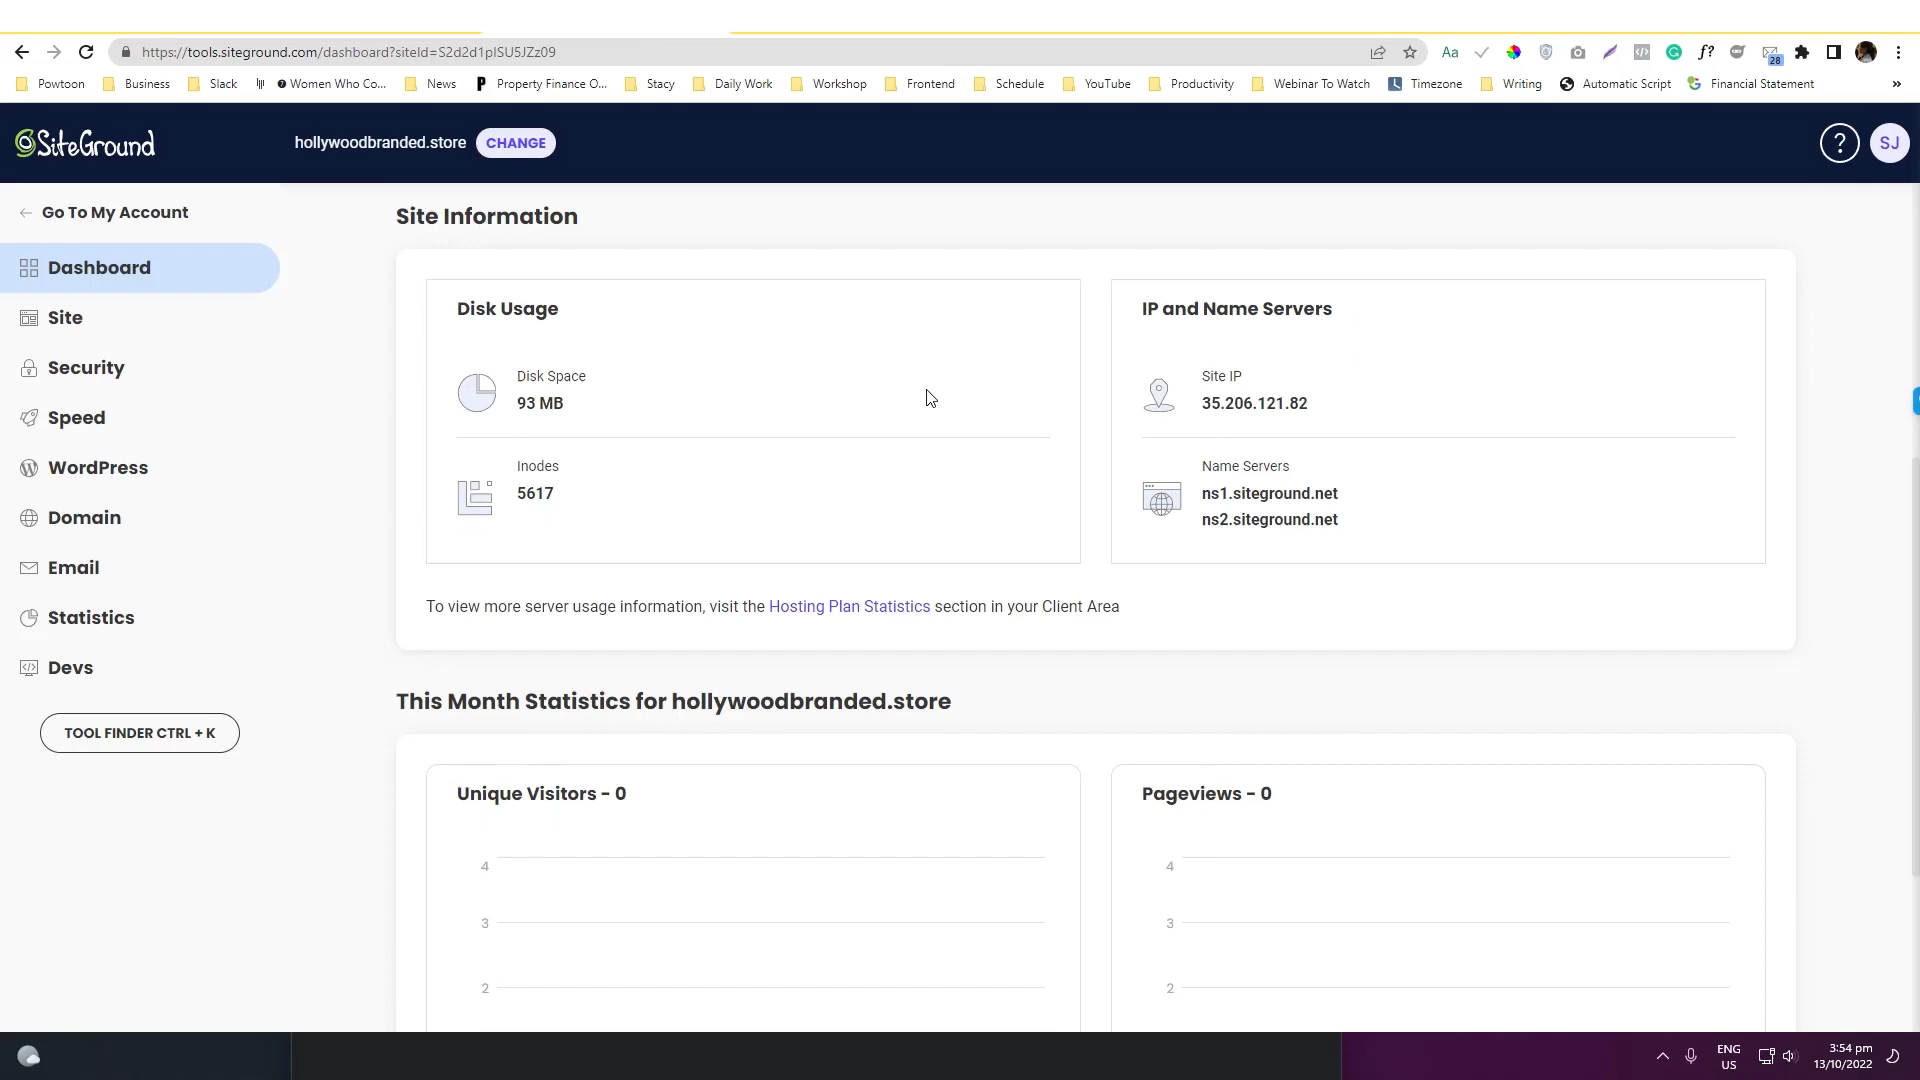 https://tools.siteground.com/dashboard?siteId=S2d2d1plSU5JZz09
Aa
f?
28
Powtoon
Business
Slack
Women Who Co...
News
Property Finance O...
Stacy
Daily Work
Workshop
Frontend
Schedule
YouTube
Productivity
Webinar To Watch
Timezone
Writing
Automatic Script
Financial Statement
»
SiteGround
hollywoodbranded.store
CHANGE
?
SJ
Go To My Account
Dashboard
Site
Security
Speed
WordPress
Domain
Email
Statistics
Devs
TOOL FINDER CTRL + K
Site Information
Disk Usage
Disk Space
93 MB
Inodes
5617
IP and Name Servers
Site IP
35.206.121.82
Name Servers
ns1.siteground.net
ns2.siteground.net
To view more server usage information, visit the Hosting Plan Statistics section in your Client Area
This Month Statistics for hollywoodbranded.store
Unique Visitors - 0
4
3
2
Pageviews - 0
4
3
2
ENG
US
3:54 pm
13/10/2022